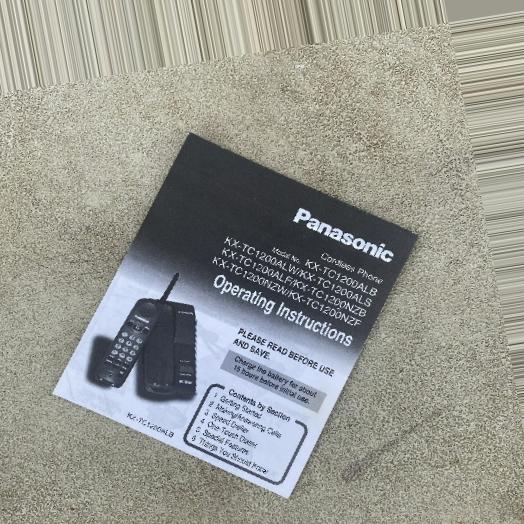 Panasonic
Cordless Phone
Model No. KX-TC1200ALB
KX-TC1200ALW/KX-TC1200ALS
KX-TC1200ALF/KX-TC1200NZB
KX-TC1200NZW/KX-TC1200NZF
Operating Instructions
PLEASE READ BEFORE USE
AND SAVE.
Charge the battery for about
15 hours before initial use.
Contents by Section
1 Getting Started
2 Making/Answering Calls
3 Speed Dialer
4 One-Touch Dialer
5 Special Features
6 Things You Should Know
KX-TC1200ALB